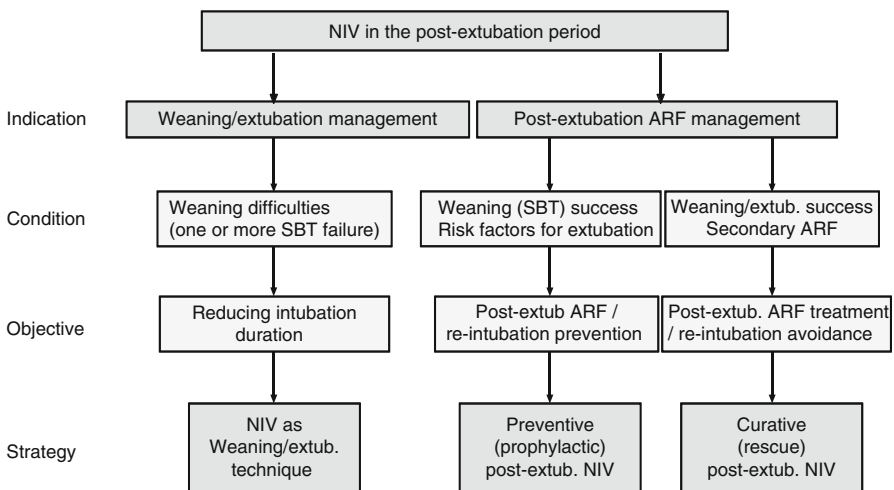 NIV in the post-extubation period
Indication
Weaning/extubation management
Post-extubation ARF management
Condition
Weaning difficulties
(one or more SBT failure)
Weaning (SBT) success
Risk factors for extubation
Weaning/extub. success
Secondary ARF
Objective
Reducing intubation
duration
Post-extub ARF /
re-intubation prevention
Post-extub. ARF treatment
/ re-intubation avoidance
Strategy
NIV as
Weaning/extub.
technique
Preventive
(prophylactic)
post-extub. NIV
Curative
(rescue)
post-extub. NIV